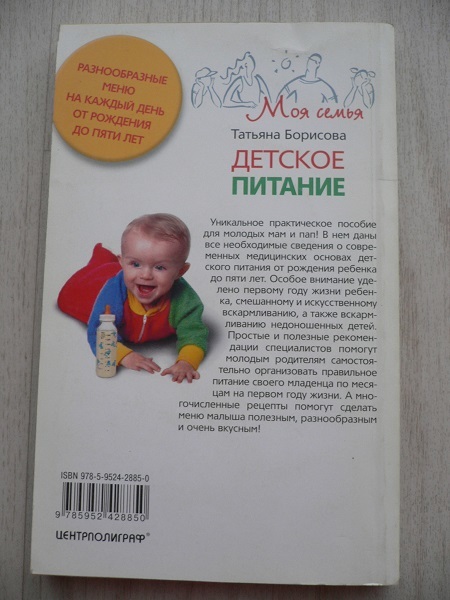 РАЗНООБРАЗНЫЕ
МЕНЮ
НА КАЖДЫЙ ДЕНЬ
ОТ РОЖДЕНИЯ
ДО ПЯТИ ЛЕТ
Моя семья
Татьяна Борисова
ДЕТСКОЕ
ПИТАНИЕ
Уникальное практическое пособие
для молодых мам и пап! В нем даны
все необходимые сведения о совре-
менных медицинских основах дет-
ского питания от рождения ребенка
до пяти лет. Особое внимание уде-
лено первому году жизни ребен-
ка, смешанному и искусственному
вскармливанию, а также вскарм-
ливанию недоношенных детей.
Простые и полезные рекомен-
дации специалистов помогут
молодым родителям самостоя-
тельно организовать правильное
питание своего младенца по меся-
цам на первом году жизни. А мно-
гочисленные рецепты помогут сделать
меню малыша полезным, разнообразным
и очень вкусным!
ISBN 978-5-9524-2885-0
9 785952 428850
ЦЕНТРПОЛИГРАФ®